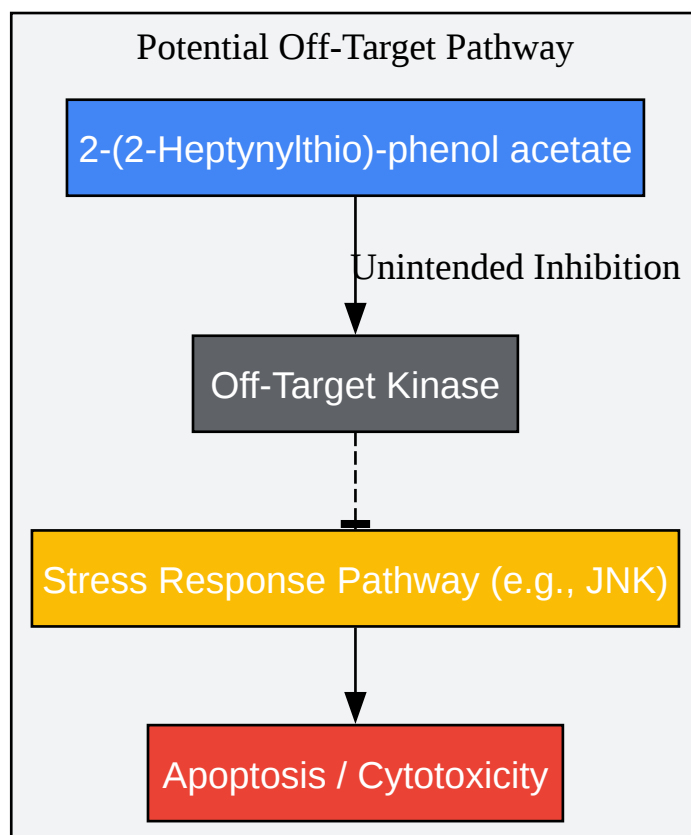 Potential Off-Target Pathway
2-(2-Heptynylthio)-phenol acetate
Unintended Inhibition
Off-Target Kinase
Stress Response Pathway (e.g., JNK)
Apoptosis / Cytotoxicity